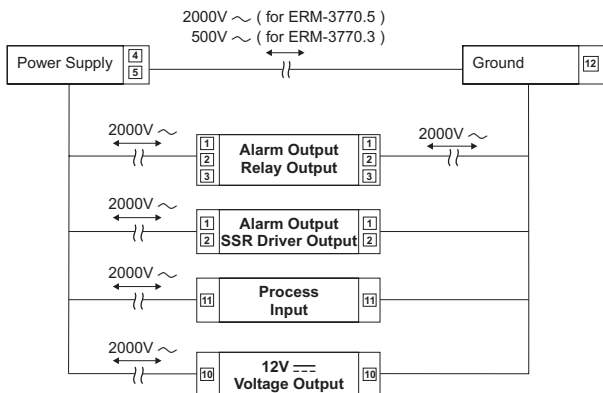 2000V ～ ( for ERM-3770.5 )
500V ～ ( for ERM-3770.3 )
Power Supply
4
5
Ground
12
2000V ～
1
2
3
Alarm Output
Relay Output
1
2
3
2000V ～
2000V ～
1
2
Alarm Output
SSR Driver Output
1
2
2000V ～
11
Process
Input
11
2000V ～
10
12V ⎓
Voltage Output
10